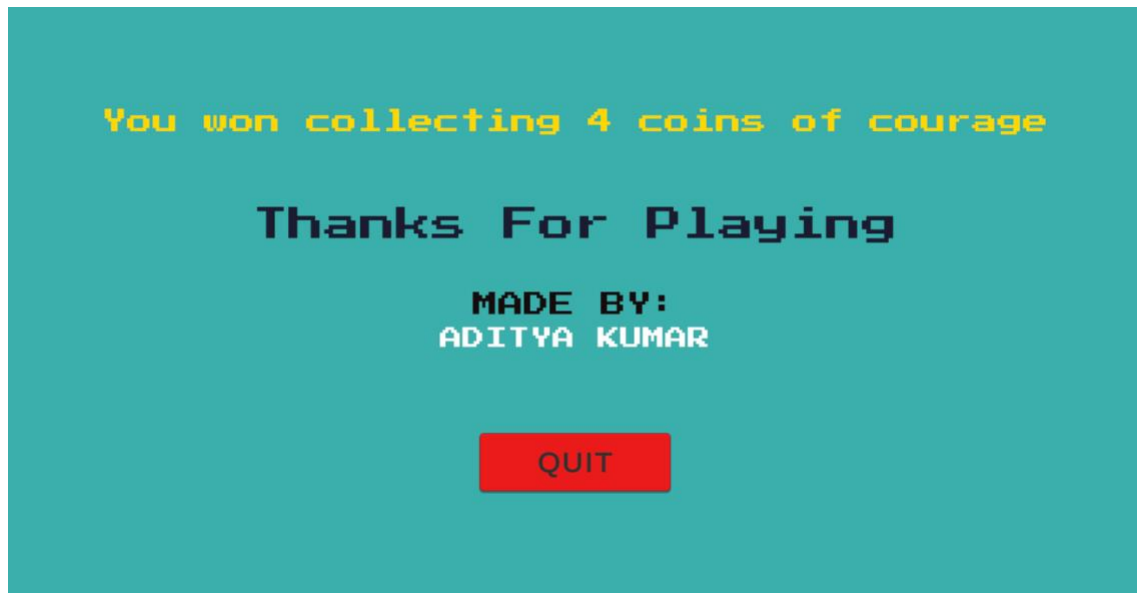 You won collecting 4 coins of courage
Thanks For Playing
MADE BY:
ADITYA KUMAR
QUIT